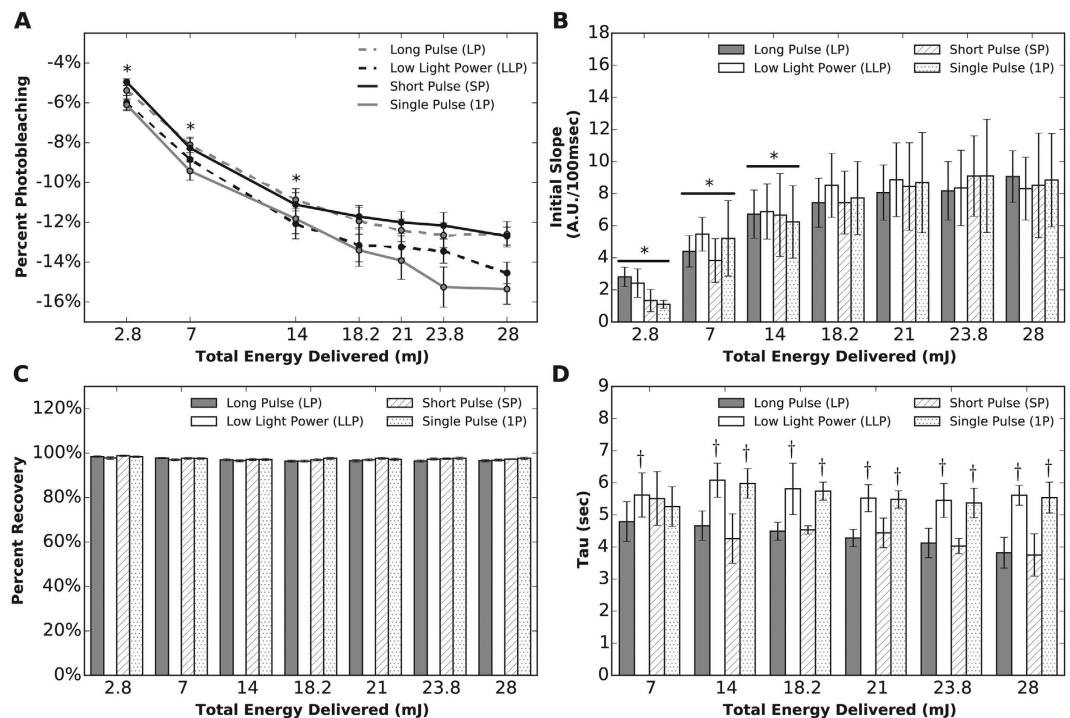 A
-4%
-6%
-8%
-10%
-12%
-14%
-16%
Percent Photobleaching
* * *
Long Pulse (LP)
Low Light Power (LLP)
Short Pulse (SP)
Single Pulse (1P)
2.8 7 14 18.2 21 23.8 28
Total Energy Delivered (mJ)
B
18
16
14
12
10
8
6
4
2
0
Initial Slope
(A.U./100msec)
Long Pulse (LP) Short Pulse (SP)
Low Light Power (LLP) Single Pulse (1P)
* * *
2.8 7 14 18.2 21 23.8 28
Total Energy Delivered (mJ)
C
120%
100%
80%
60%
40%
20%
0%
Percent Recovery
Long Pulse (LP) Short Pulse (SP)
Low Light Power (LLP) Single Pulse (1P)
2.8 7 14 18.2 21 23.8 28
Total Energy Delivered (mJ)
D
9
8
7
6
5
4
3
2
1
0
Tau (sec)
Long Pulse (LP) Short Pulse (SP)
Low Light Power (LLP) Single Pulse (1P)
† † † † † † † † † † †
7 14 18.2 21 23.8 28
Total Energy Delivered (mJ)